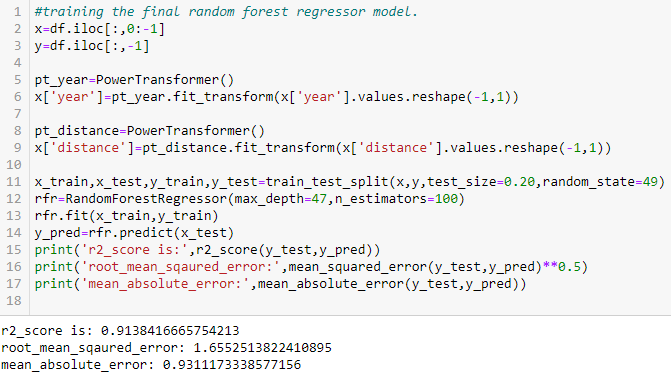 1 #training the final random forest regressor model.
2 x=df.iloc[:,0:-1]
3 y=df.iloc[:,-1]
4
5 pt_year=PowerTransformer()
6 x['year']=pt_year.fit_transform(x['year'].values.reshape(-1,1))
7
8 pt_distance=PowerTransformer()
9 x['distance']=pt_distance.fit_transform(x['distance'].values.reshape(-1,1))
10
11 x_train,x_test,y_train,y_test=train_test_split(x,y,test_size=0.20,random_state=49)
12 rfr=RandomForestRegressor(max_depth=47,n_estimators=100)
13 rfr.fit(x_train,y_train)
14 y_pred=rfr.predict(x_test)
15 print('r2_score is:',r2_score(y_test,y_pred))
16 print('root_mean_sqaured_error:',mean_squared_error(y_test,y_pred)**0.5)
17 print('mean_absolute_error:',mean_absolute_error(y_test,y_pred))
18
r2_score is: 0.9138416665754213
root_mean_sqaured_error: 1.6552513822410895
mean_absolute_error: 0.9311173338577156